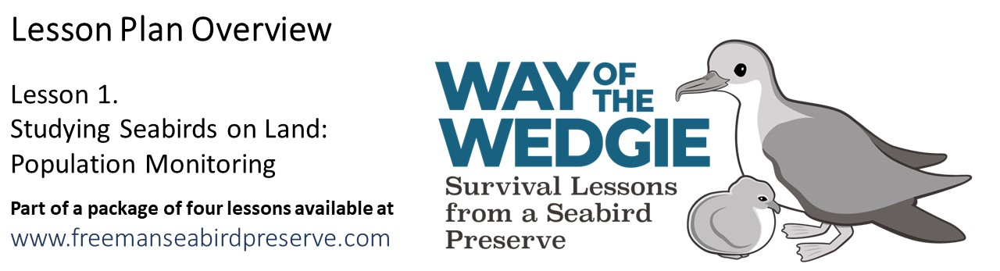 Lesson Plan Overview
Lesson 1.
Studying Seabirds on Land:
Population Monitoring
Part of a package of four lessons available at
www.freemanseabirdpreserve.com
WAY OF THE
WEDGIE
Survival Lessons
from a Seabird
Preserve